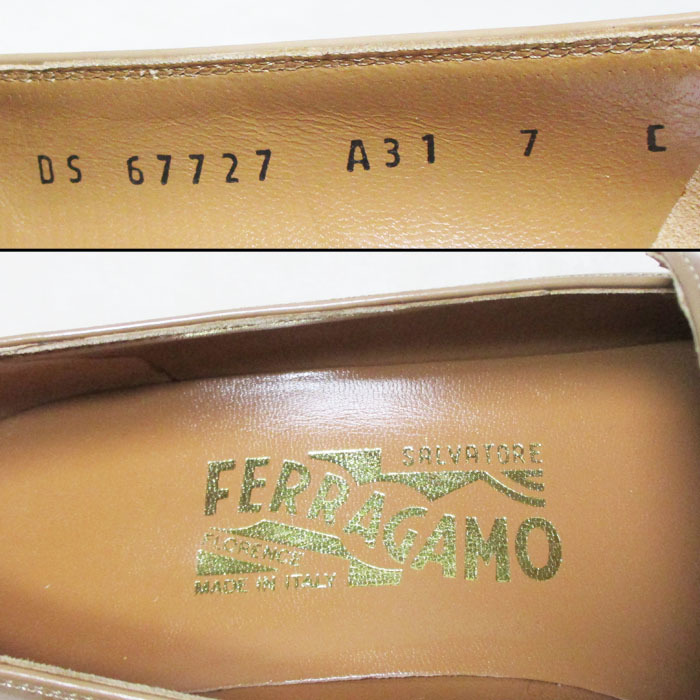 DS 67727 A31 7 C
SALVATORE
FERRAGAMO
FLORENCE
MADE IN ITALY